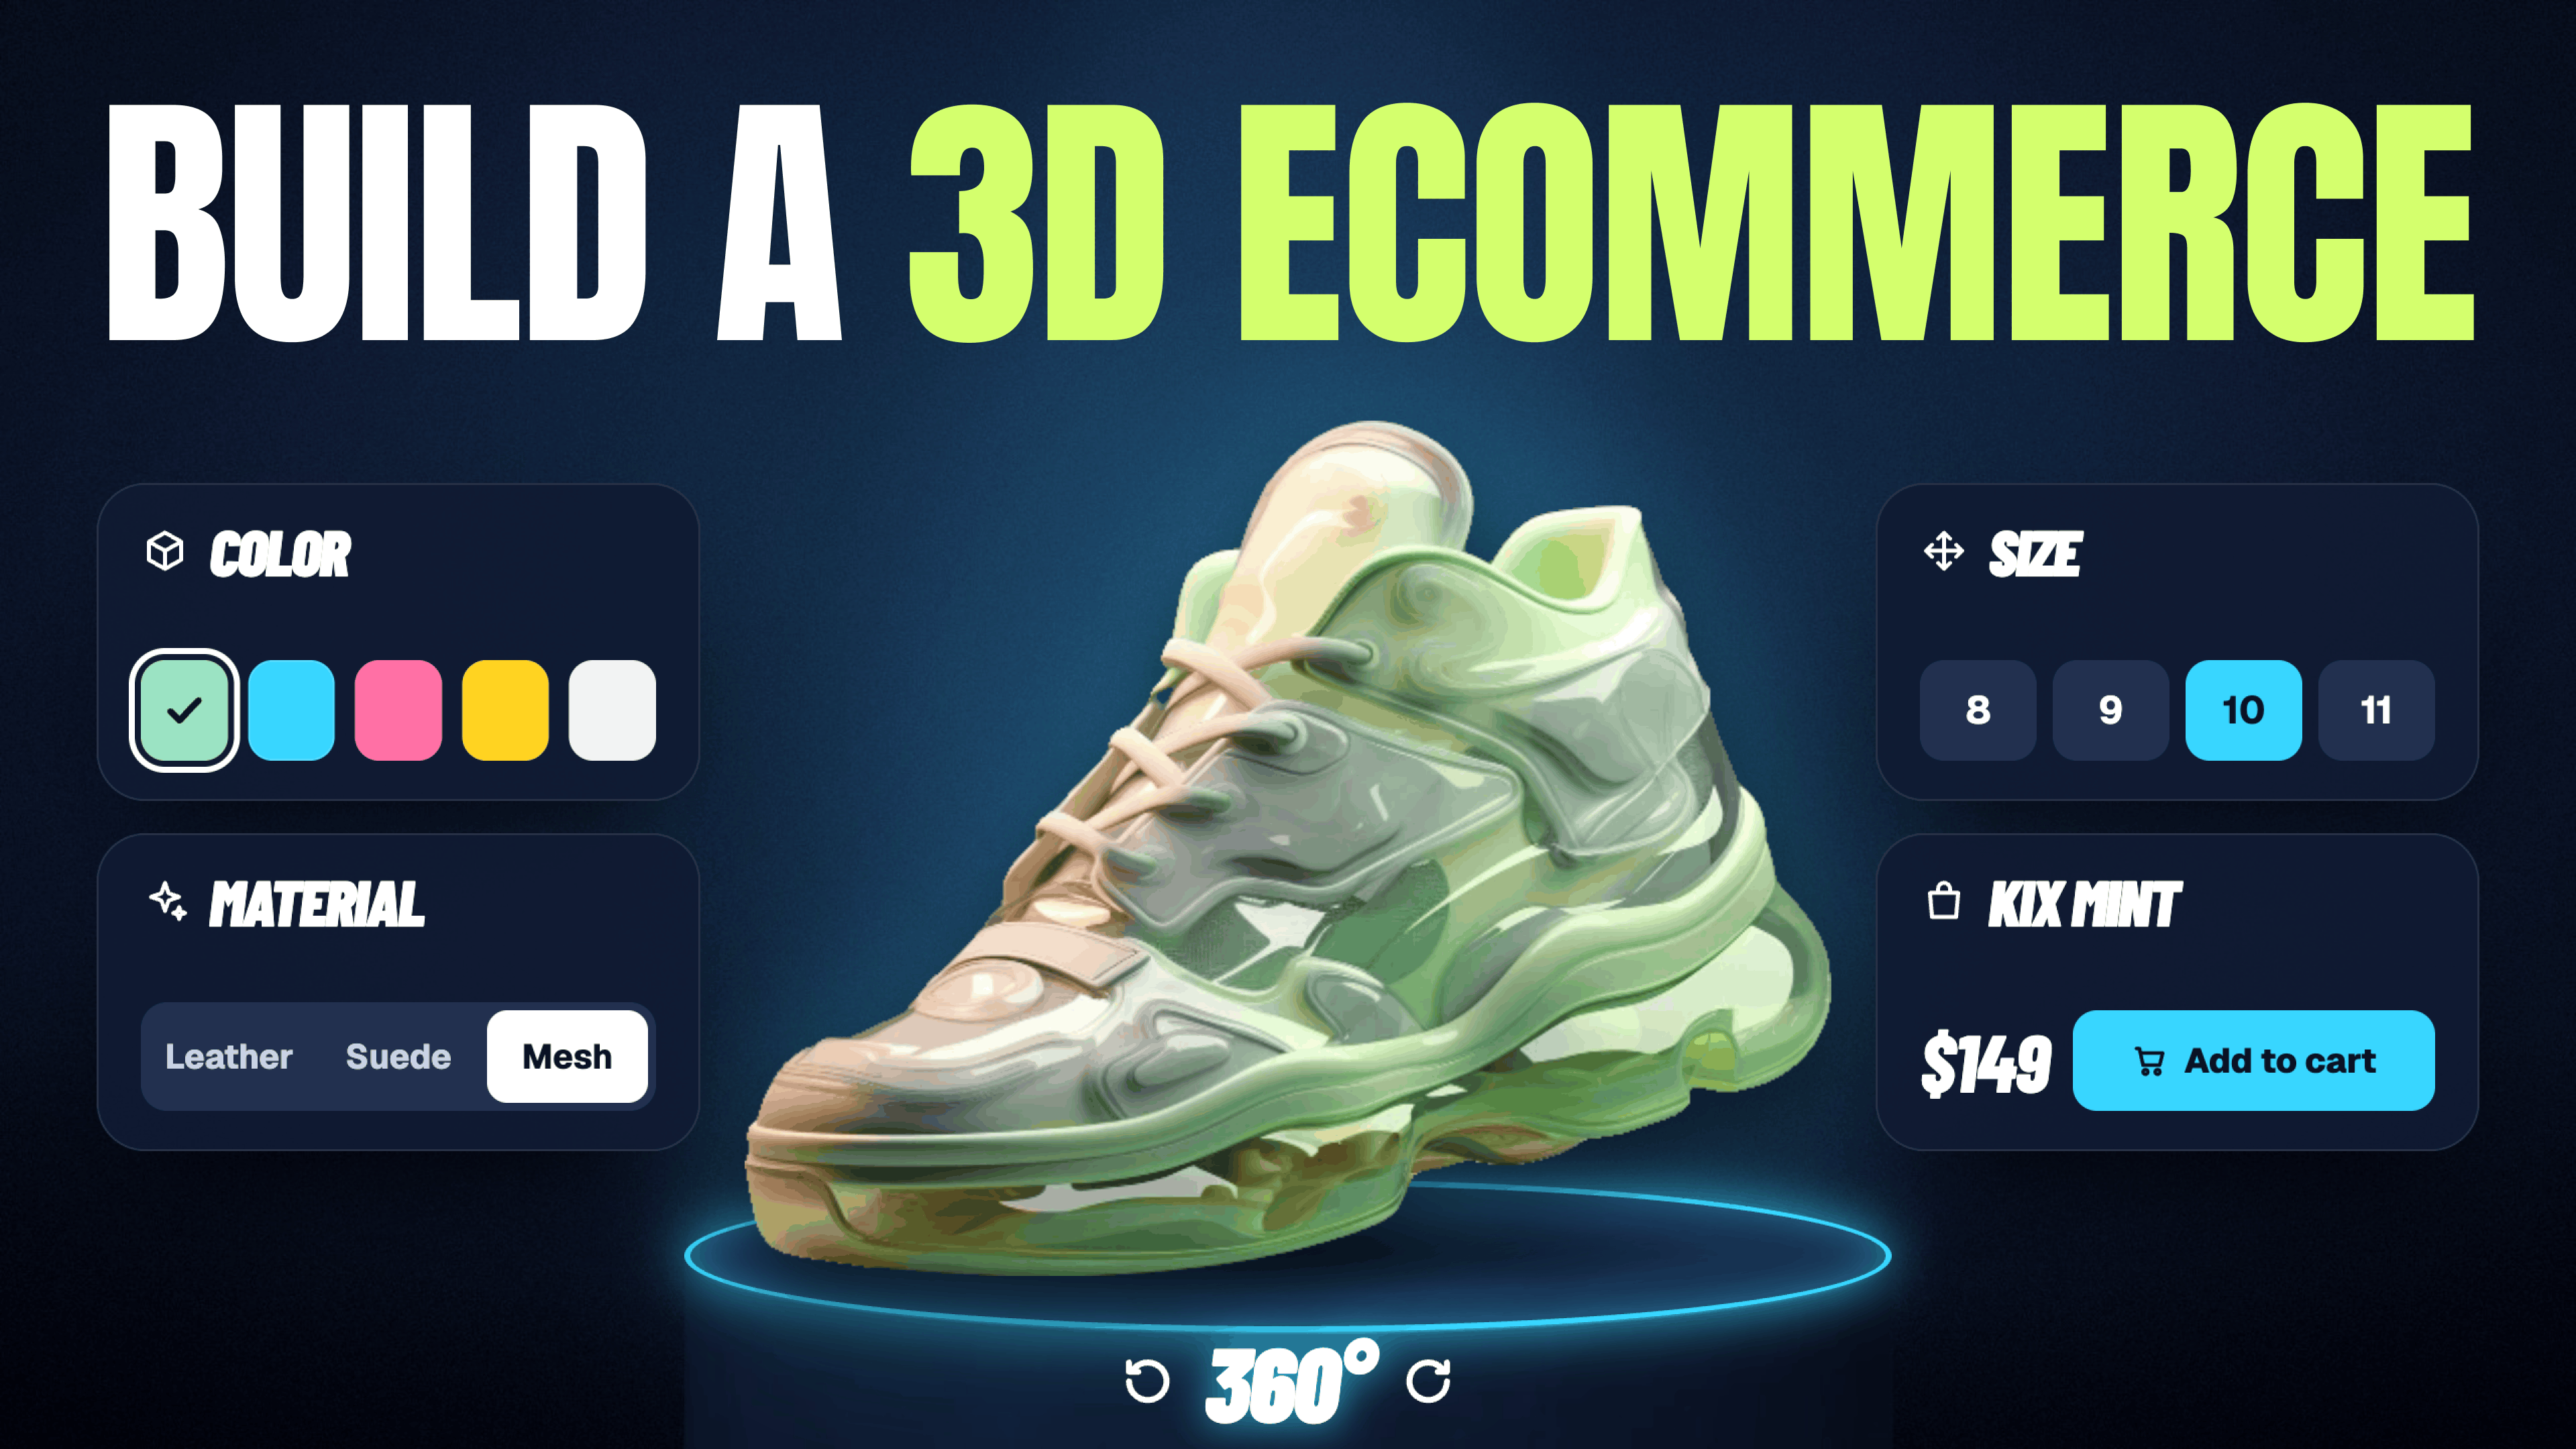 BUILD A 3D ECOMMERCE
COLOR
MATERIAL
Leather Suede Mesh
SIZE
8 9 10 11
KIX MINT
$149 Add to cart
360°